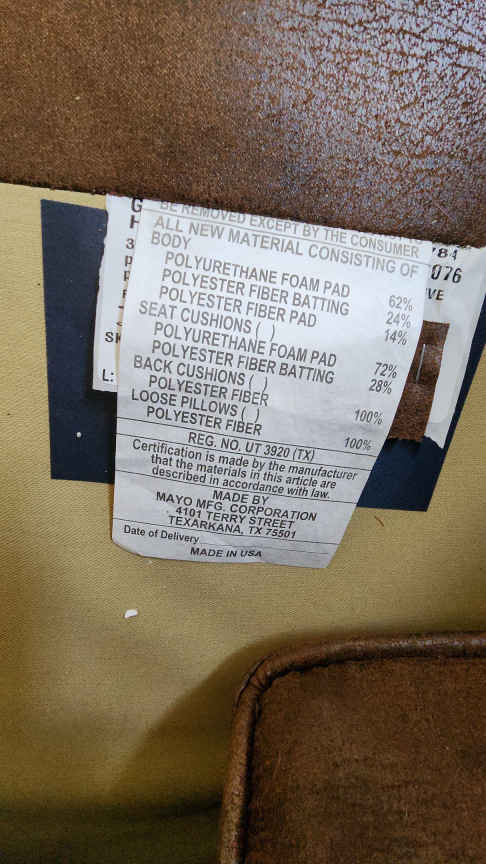 BE REMOVED EXCEPT BY THE CONSUMER
ALL NEW MATERIAL CONSISTING OF
BODY
POLYURETHANE FOAM PAD 62%
POLYESTER FIBER BATTING 24%
POLYESTER FIBER PAD 14%
SEAT CUSHIONS ( )
POLYURETHANE FOAM PAD 72%
POLYESTER FIBER BATTING 28%
BACK CUSHIONS ( )
POLYESTER FIBER 100%
LOOSE PILLOWS ( )
POLYESTER FIBER 100%
REG. NO. UT 3920 (TX)
Certification is made by the manufacturer
that the materials in this article are
described in accordance with law.
MADE BY
MAYO MFG. CORPORATION
4101 TERRY STREET
TEXARKANA, TX 75501
Date of Delivery
MADE IN USA
G
H
3
SK
L:
784
076
VE